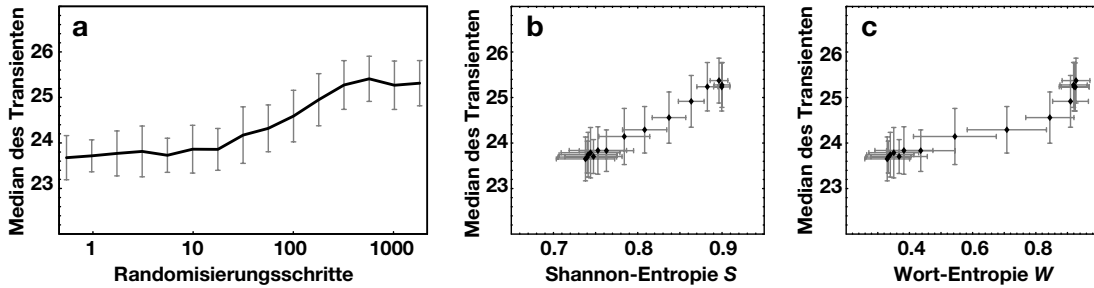 a
Median des Transienten
26
25
24
23
1
10
100
1000
Randomisierungsschritte
b
Median des Transienten
26
25
24
23
0.7
0.8
0.9
Shannon-Entropie S
c
Median des Transienten
26
25
24
23
0.4
0.6
0.8
Wort-Entropie W